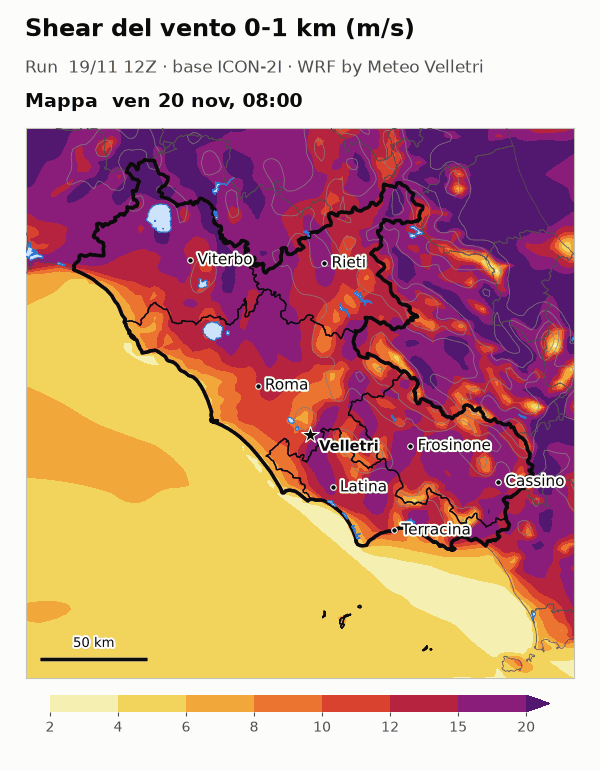 Shear del vento 0-1 km (m/s)
Run 19/11 12Z · base ICON-2I · WRF by Meteo Velletri
Mappa ven 20 nov, 08:00
Viterbo
Rieti
Roma
Velletri
Frosinone
Latina
Cassino
Terracina
50 km
2 4 6 8 10 12 15 20